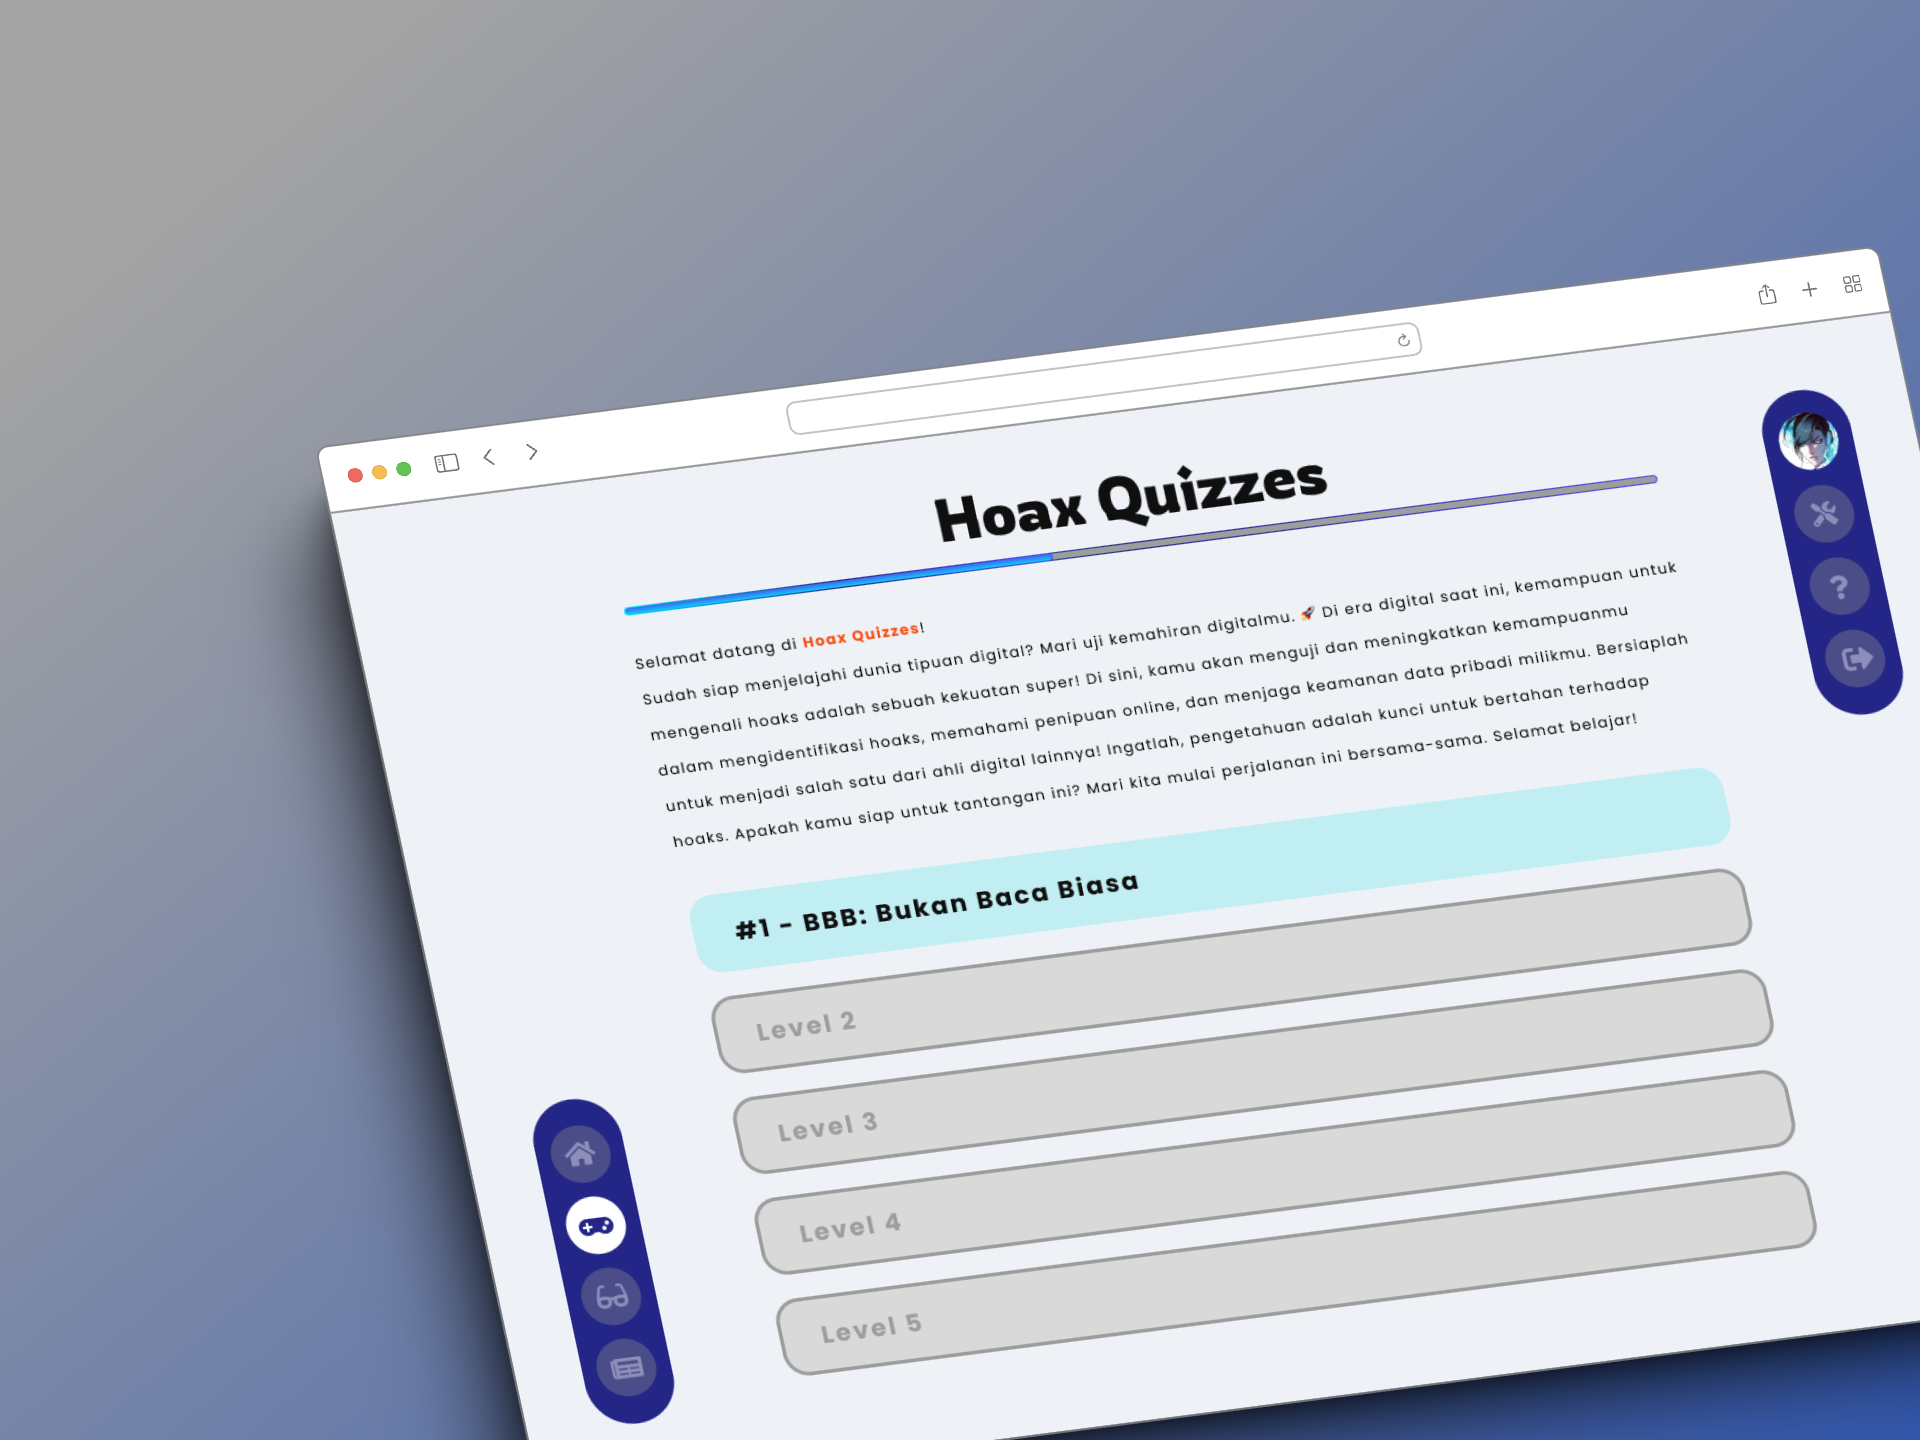 Hoax Quizzes
Selamat datang di Hoax Quizzes!
Sudah siap menjelajahi dunia tipuan digital? Mari uji kemahiran digitalmu. 🚀 Di era digital saat ini, kemampuan untuk
mengenali hoaks adalah sebuah kekuatan super! Di sini, kamu akan menguji dan meningkatkan kemampuanmu
dalam mengidentifikasi hoaks, memahami penipuan online, dan menjaga keamanan data pribadi milikmu. Bersiaplah
untuk menjadi salah satu dari ahli digital lainnya! Ingatlah, pengetahuan adalah kunci untuk bertahan terhadap
hoaks. Apakah kamu siap untuk tantangan ini? Mari kita mulai perjalanan ini bersama-sama. Selamat belajar!
#1 - BBB: Bukan Baca Biasa
Level 2
Level 3
Level 4
Level 5